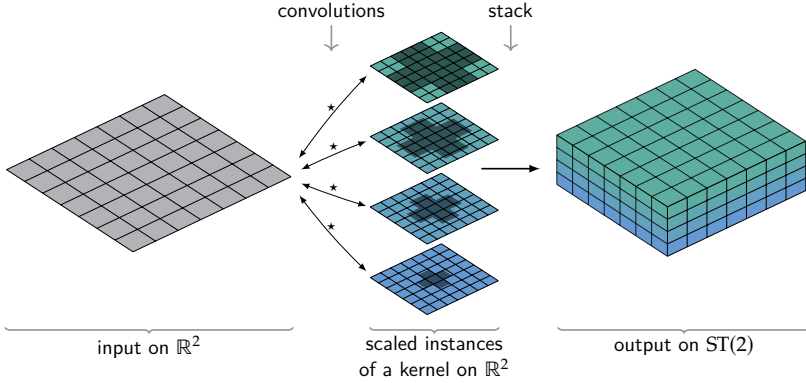 convolutions
stack
★
★
★
★
input on ℝ²
scaled instances
of a kernel on ℝ²
output on ST(2)